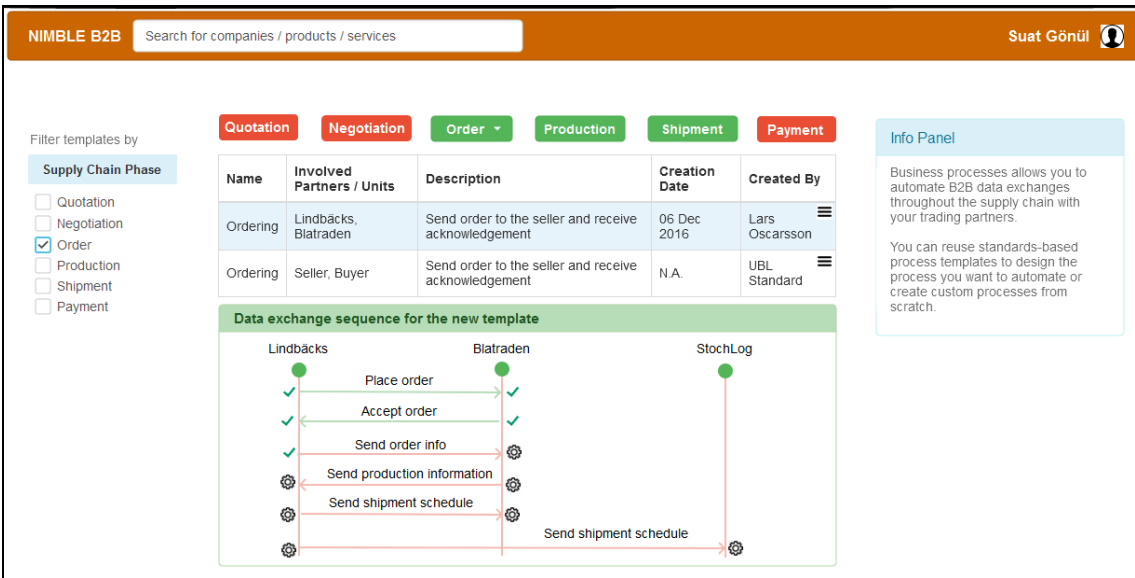 NIMBLE B2B
Search for companies / products / services
Suat Gönül
Filter templates by
Supply Chain Phase
Quotation
Negotiation
Order
Production
Shipment
Payment
Quotation
Negotiation
Order
Production
Shipment
Payment
Name
Involved
Partners / Units
Description
Creation
Date
Created By
Ordering
Lindbäcks,
Blatraden
Send order to the seller and receive
acknowledgement
06 Dec
2016
Lars
Oscarsson
Ordering
Seller, Buyer
Send order to the seller and receive
acknowledgement
N.A.
UBL
Standard
Data exchange sequence for the new template
Lindbäcks
Blatraden
StochLog
Place order
Accept order
Send order info
Send production information
Send shipment schedule
Send shipment schedule
Info Panel
Business processes allows you to
automate B2B data exchanges
throughout the supply chain with
your trading partners.
You can reuse standards-based
process templates to design the
process you want to automate or
create custom processes from
scratch.